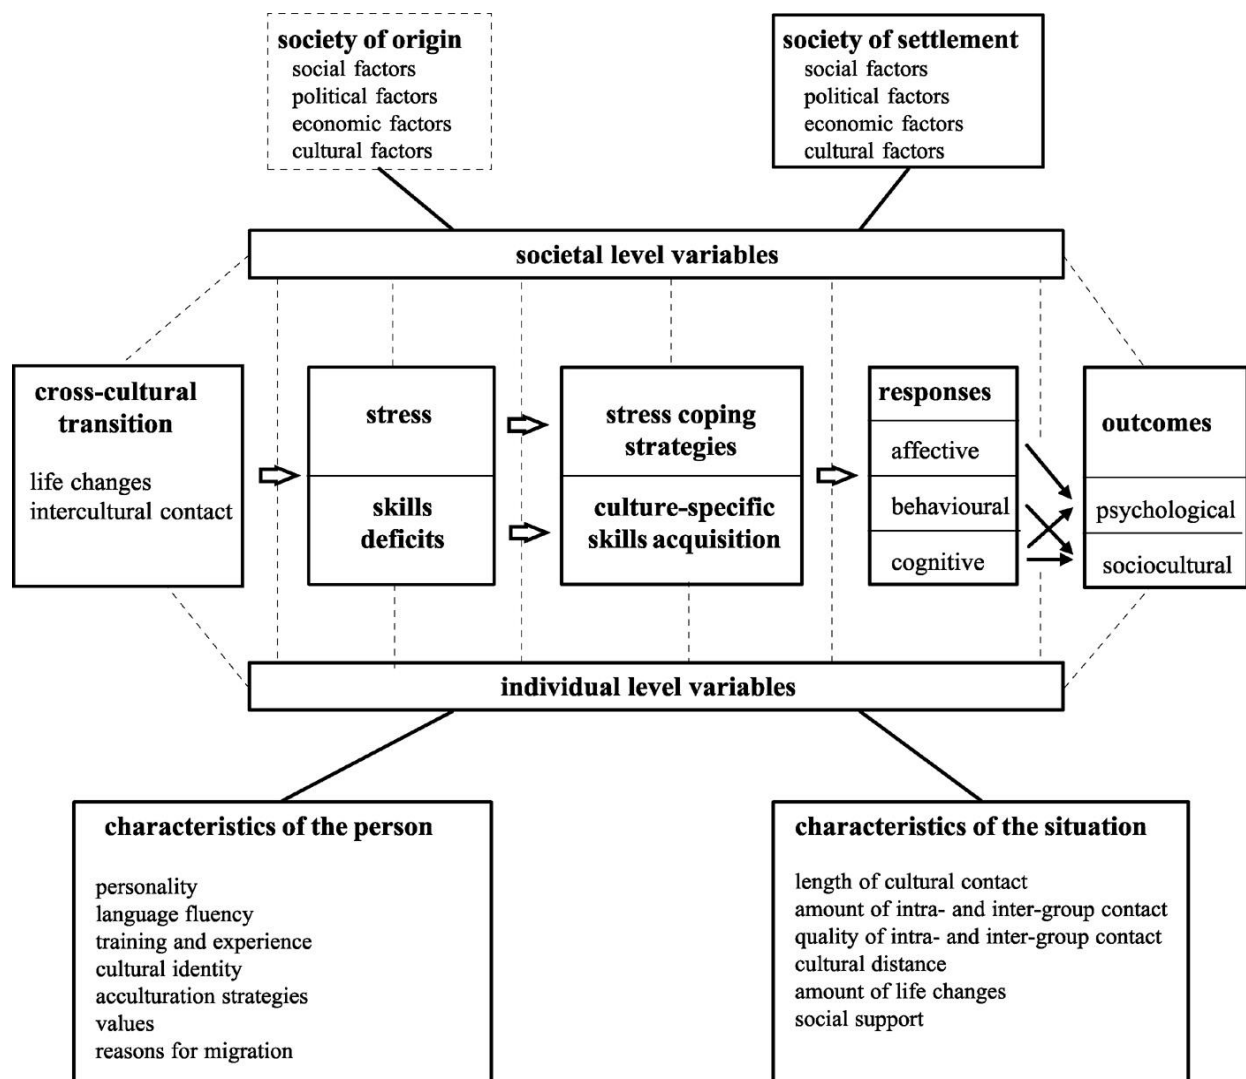 society of origin
social factors
political factors
economic factors
cultural factors
society of settlement
social factors
political factors
economic factors
cultural factors
societal level variables
cross-cultural
transition
life changes
intercultural contact
stress
skills
deficits
stress coping
strategies
culture-specific
skills acquisition
responses
affective
behavioural
cognitive
outcomes
psychological
sociocultural
individual level variables
characteristics of the person
personality
language fluency
training and experience
cultural identity
acculturation strategies
values
reasons for migration
characteristics of the situation
length of cultural contact
amount of intra- and inter-group contact
quality of intra- and inter-group contact
cultural distance
amount of life changes
social support